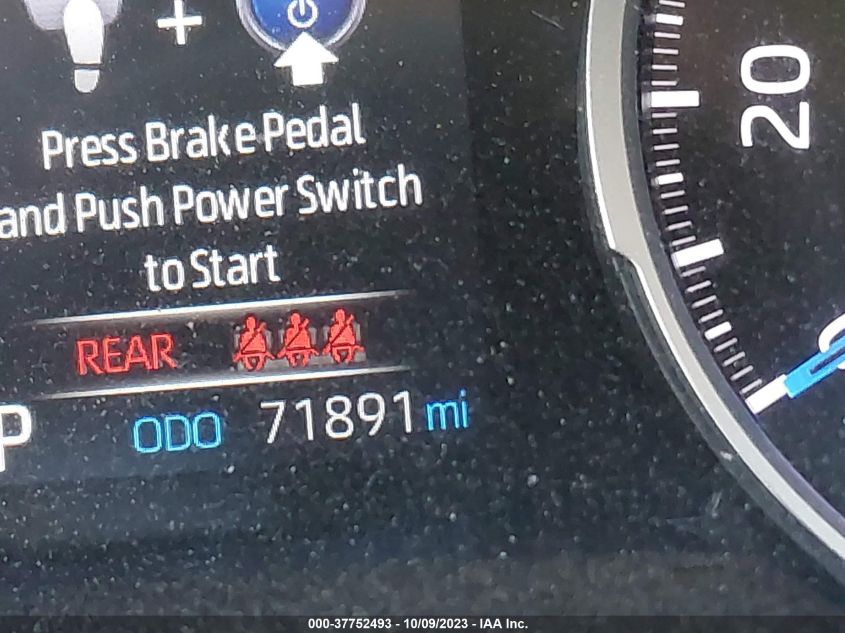 Press Brake Pedal
and Push Power Switch
to Start
REAR
P ODO 71891 mi
20
0
000-37752493 - 10/09/2023 - IAA Inc.